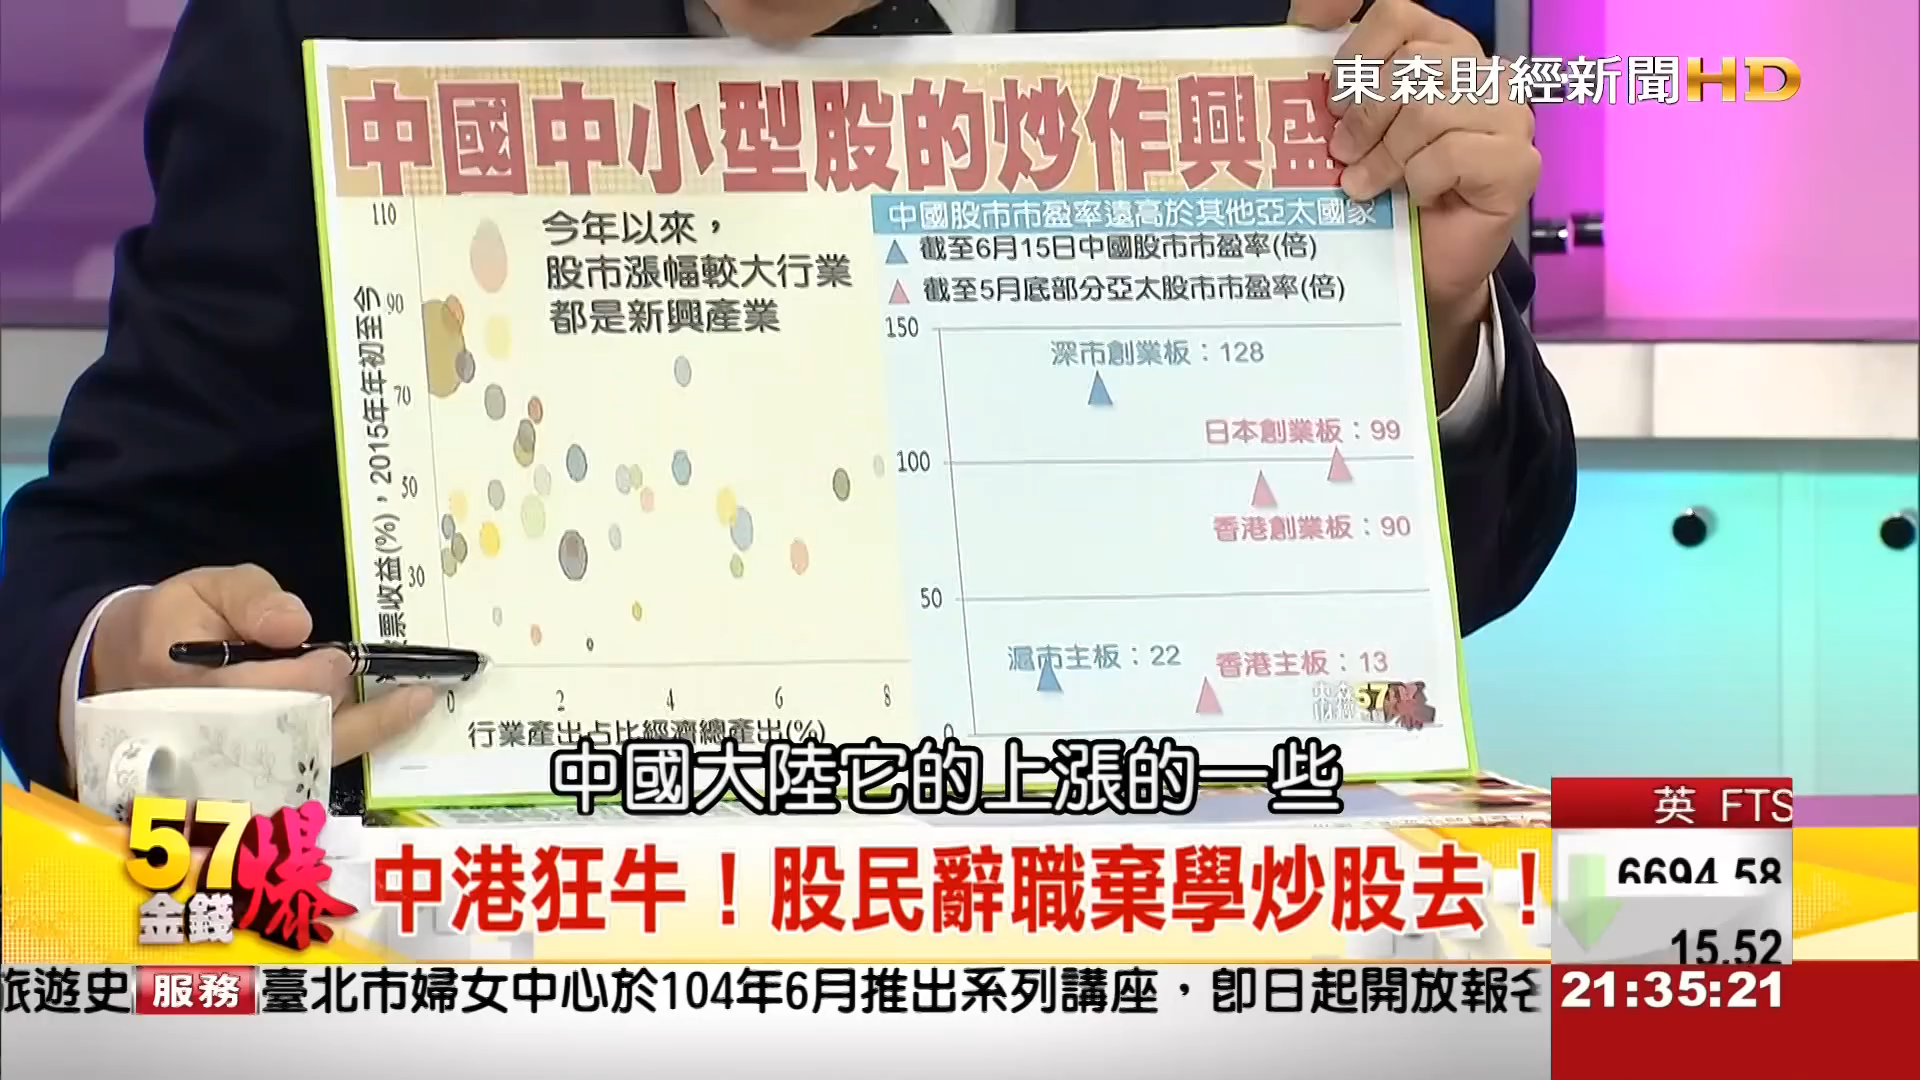 東森財經新聞HD
中國中小型股的炒作興盛
今年以來，
股市漲幅較大行業
都是新興產業
票收益(%)，2015年年初至今
110
90
70
50
30
0 2 4 6 8
行業產出占比經濟總產出(%)
中國股市市盈率遠高於其他亞太國家
截至6月15日中國股市市盈率(倍)
截至5月底部分亞太股市市盈率(倍)
150
100
50
0
深市創業板：128
日本創業板：99
香港創業板：90
滬市主板：22
香港主板：13
57爆
中國大陸它的上漲的一些
57金錢爆
中港狂牛！股民辭職棄學炒股去！
英 FTS
6694.58
15.52
旅遊史 服務 臺北市婦女中心於104年6月推出系列講座，即日起開放報名
21:35:21